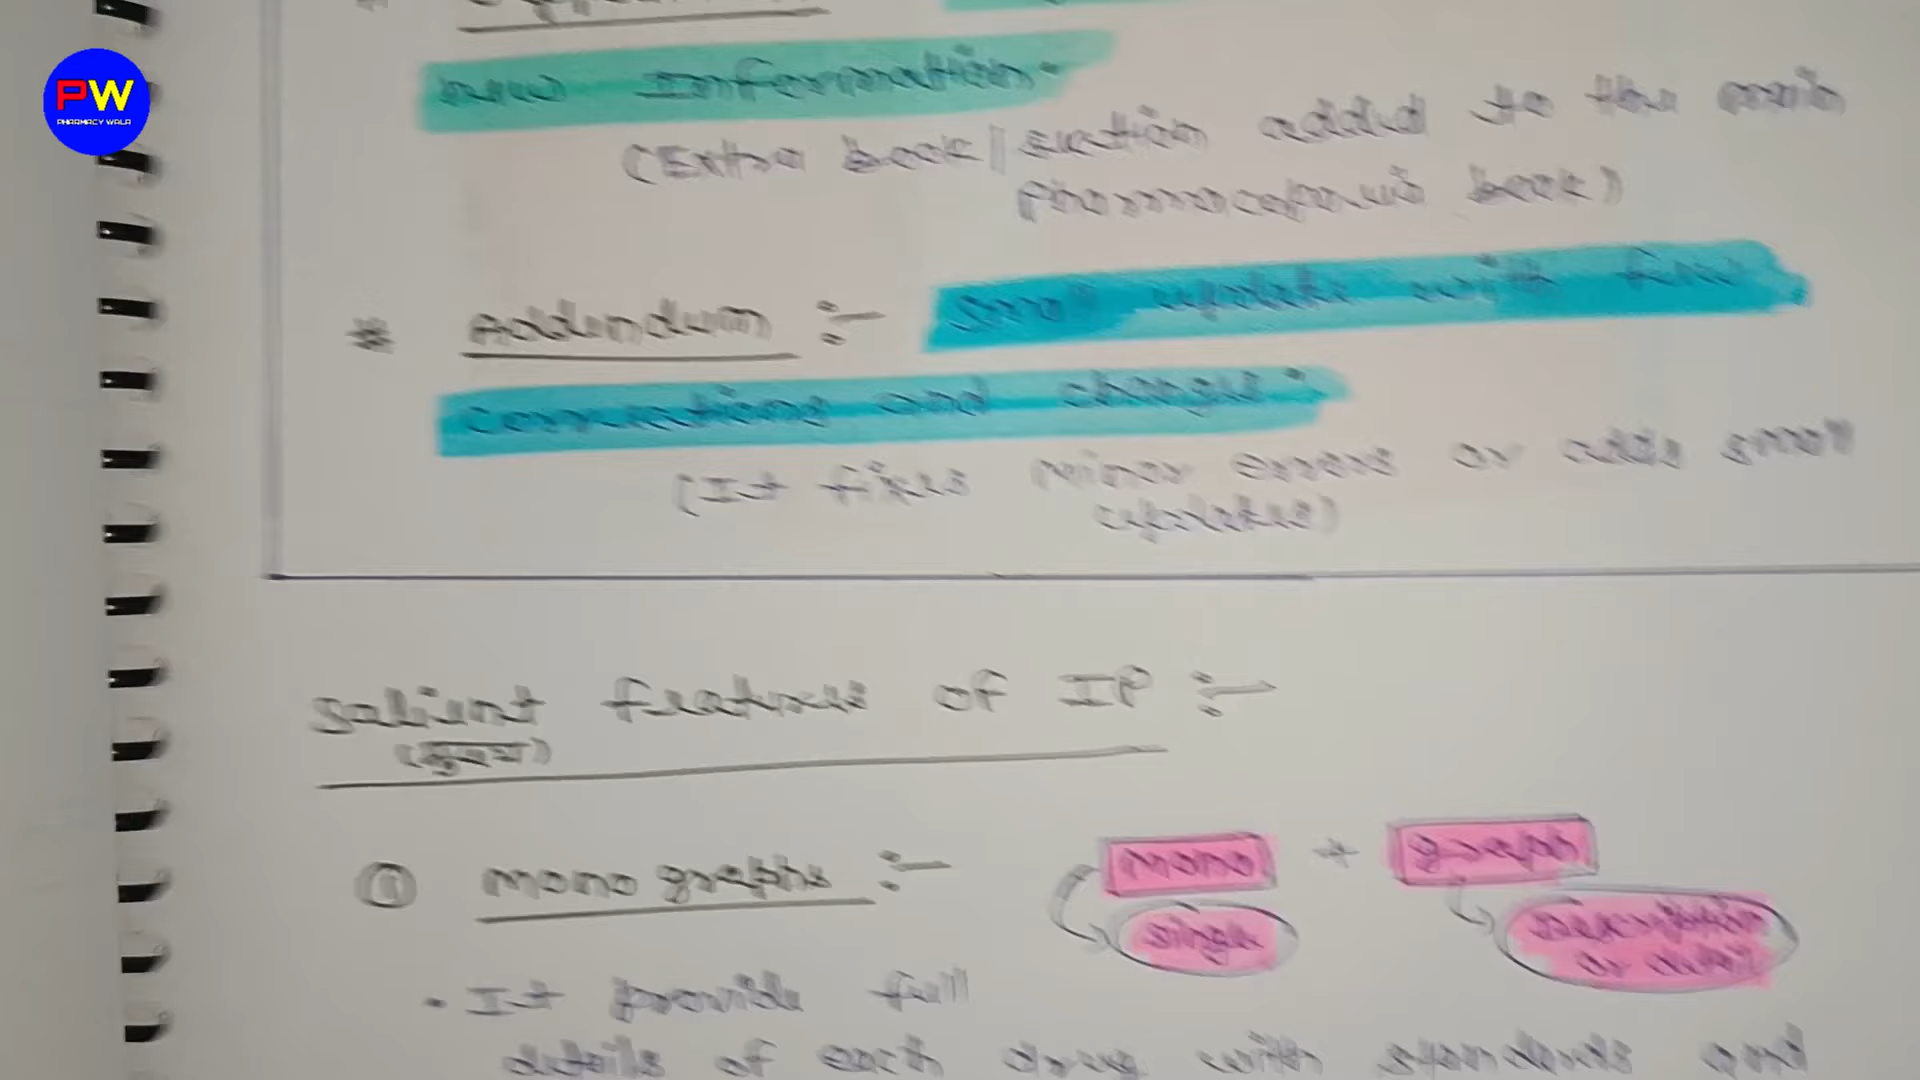 PW
PHARMACY WALA
new Information.
(Extra book/section added to the main
Pharmacopoeia book)
* Addendum :- Small update with few
corrections and changes.
(It fixes Minor errors or adds small
updates)
Salient features of IP :-
(मुख्य)
① monographs :- Mono + graph
single Description
or detail
• It provide full
details of each drug with standards and